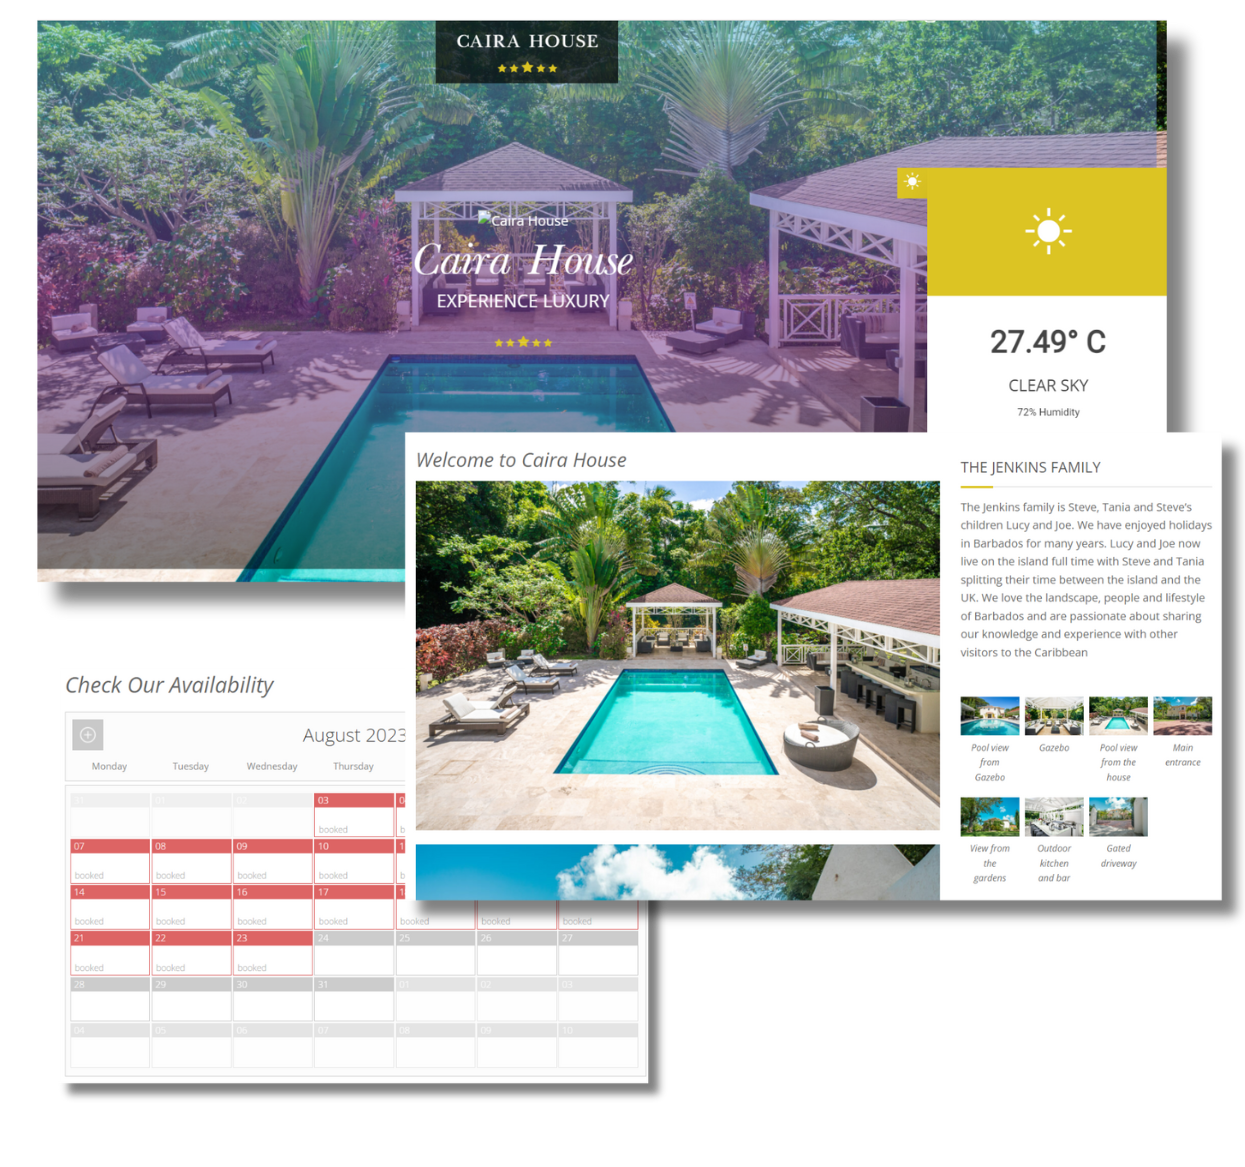 CAIRA HOUSE
Caira House
Caira House
EXPERIENCE LUXURY
27.49° C
CLEAR SKY
72% Humidity
Welcome to Caira House
THE JENKINS FAMILY
The Jenkins family is Steve, Tania and Steve's
children Lucy and Joe. We have enjoyed holidays
in Barbados for many years. Lucy and Joe now
live on the island full time with Steve and Tania
splitting their time between the island and the
UK. We love the landscape, people and lifestyle
of Barbados and are passionate about sharing
our knowledge and experience with other
visitors to the Caribbean
Pool view
from
Gazebo
Gazebo
Pool view
from the
house
Main
entrance
View from
the
gardens
Outdoor
kitchen
and bar
Gated
driveway
Check Our Availability
August 2023
Monday Tuesday Wednesday Thursday
03
booked
07 08 09 10
booked booked booked booked
14 15 16 17
booked booked booked booked booked booked booked
21 22 23 24 25 26 27
booked booked booked
28 29 30 31 01 02 03
04 05 06 07 08 09 10